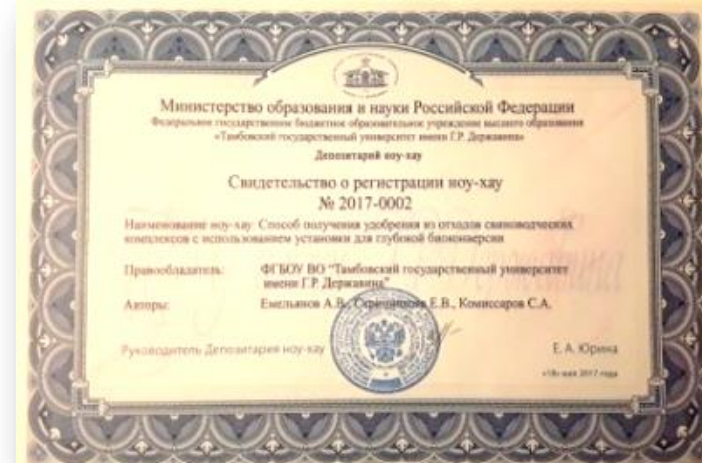 Министерство образования и науки Российской Федерации
Федеральное государственное бюджетное образовательное учреждение высшего образования
«Тамбовский государственный университет имени Г.Р. Державина»
Депозитарий ноу-хау
Свидетельство о регистрации ноу-хау
№ 2017-0002
Наименование ноу-хау: Способ получения удобрения из отходов свиноводческих
комплексов с использованием установки для глубокой биоконверсии
Правообладатель: ФГБОУ ВО "Тамбовский государственный университет
имени Г.Р. Державина"
Авторы: Емельянов А.В., Е.В., Комиссаров С.А.
Руководитель Депозитария ноу-хау Е. А. Юрина
«18» мая 2017 года